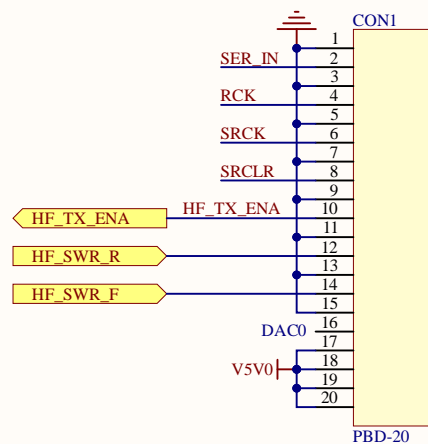 CON1
1
SER_IN 2
3
RCK 4
5
SRCK 6
7
SRCLR 8
9
HF_TX_ENA HF_TX_ENA 10
11
HF_SWR_R 12
13
HF_SWR_F 14
15
DAC0 16
17
V5V0 18
19
20
PBD-20